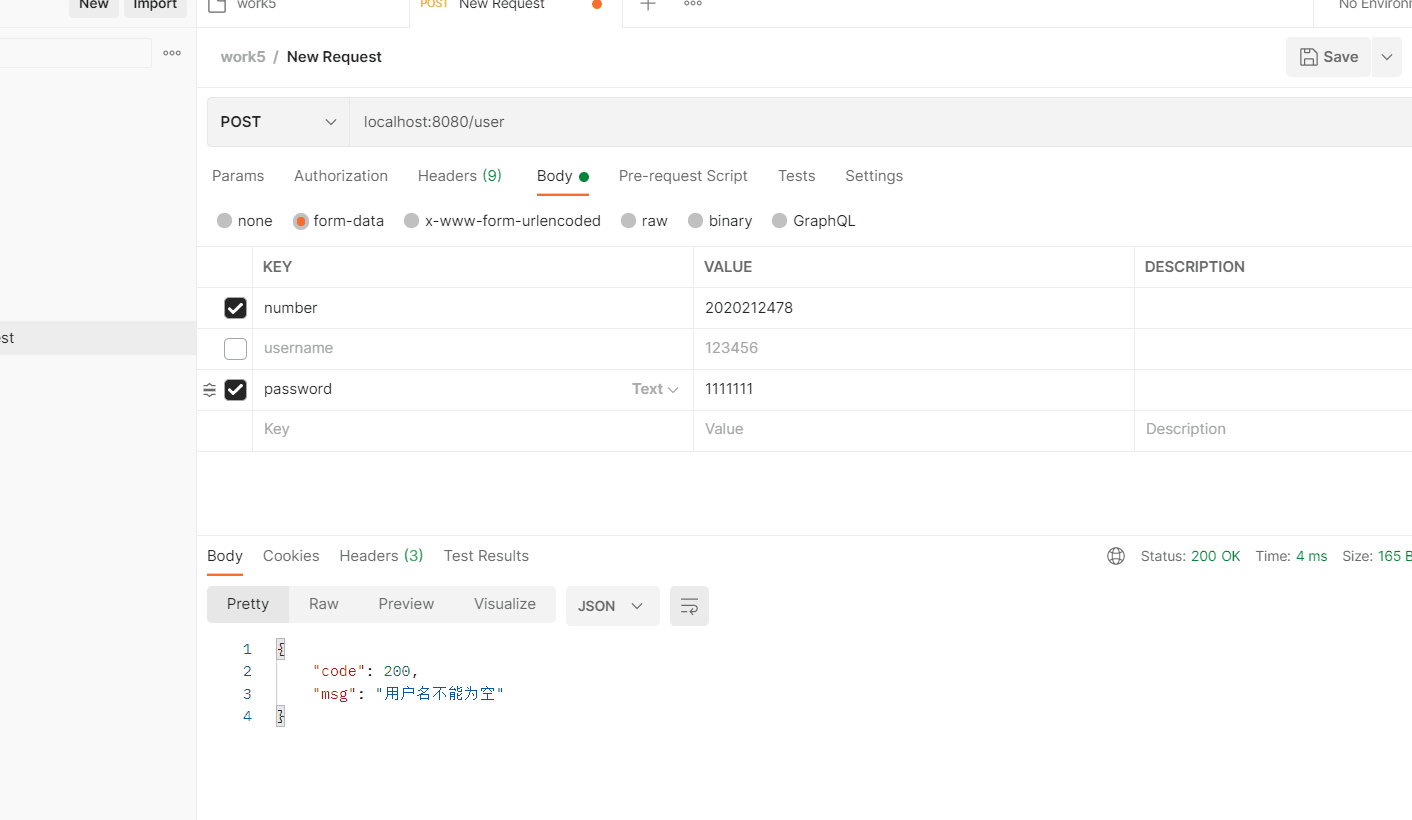 New Import work5 POST New Request No Environm
work5 / New Request Save
POST localhost:8080/user
Params Authorization Headers (9) Body Pre-request Script Tests Settings
none form-data x-www-form-urlencoded raw binary GraphQL
KEY VALUE DESCRIPTION
number 2020212478
est
username 123456
password Text 1111111
Key Value Description
Body Cookies Headers (3) Test Results Status: 200 OK Time: 4 ms Size: 165 B
Pretty Raw Preview Visualize JSON
1 {
2 "code": 200,
3 "msg": "用户名不能为空"
4 }